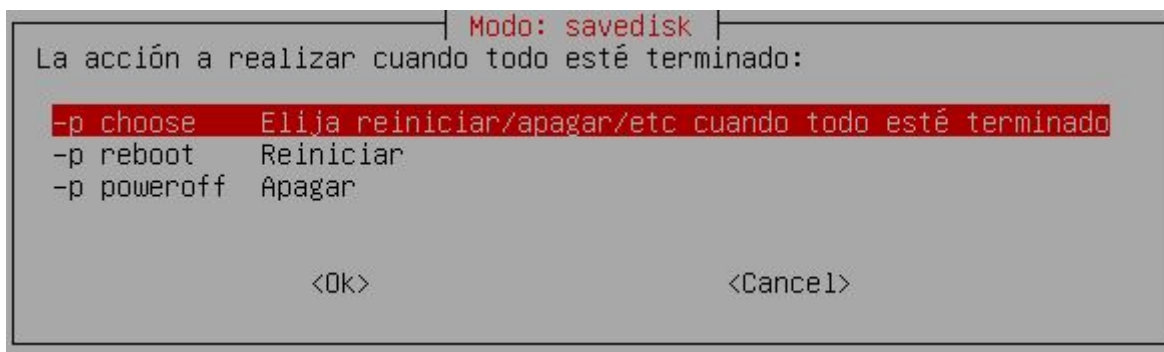 Modo: savedisk
La acción a realizar cuando todo esté terminado:
-p choose Elija reiniciar/apagar/etc cuando todo esté terminado
-p reboot Reiniciar
-p poweroff Apagar
<Ok> <Cancel>